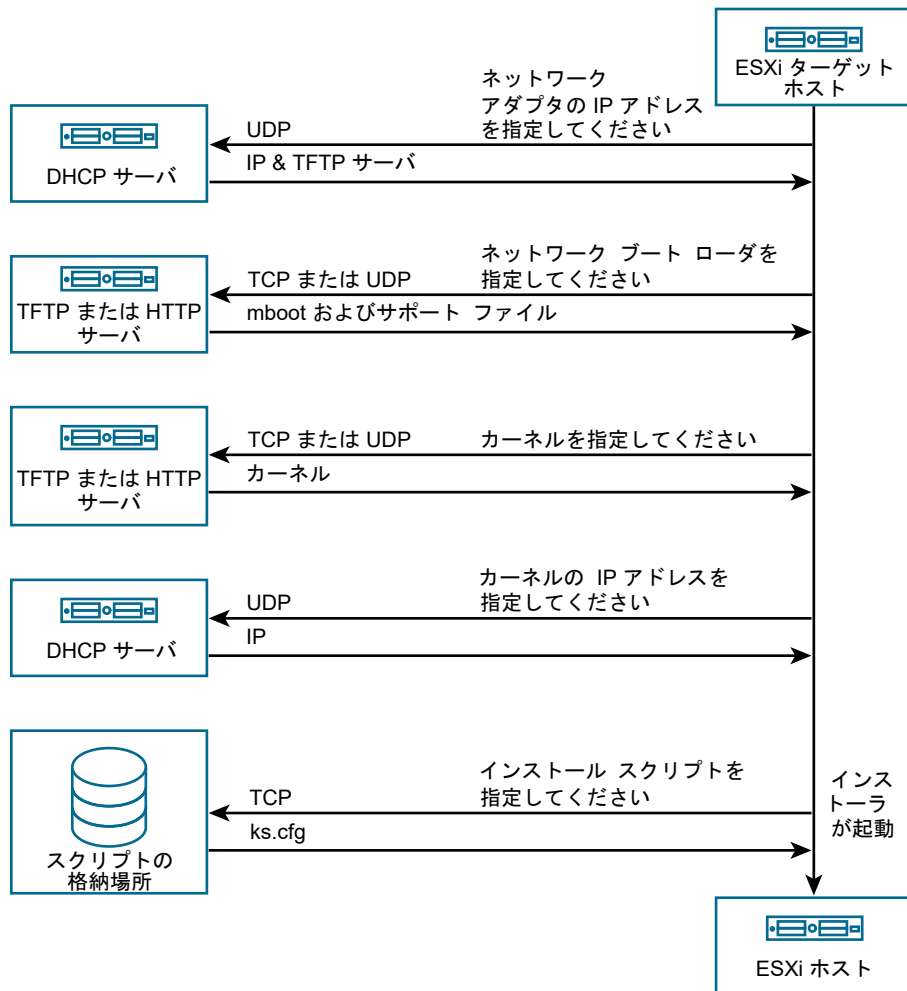 ESXi ターゲット
ホスト
ネットワーク
アダプタの IP アドレス
を指定してください
UDP
IP & TFTP サーバ
DHCP サーバ
ネットワーク ブート ローダを
指定してください
TCP または UDP
mboot およびサポート ファイル
TFTP または HTTP
サーバ
TCP または UDP
カーネルを指定してください
カーネル
TFTP または HTTP
サーバ
カーネルの IP アドレスを
指定してください
UDP
IP
DHCP サーバ
インストール スクリプトを
指定してください
TCP
ks.cfg
スクリプトの
格納場所
インス
トーラ
が起動
ESXi ホスト